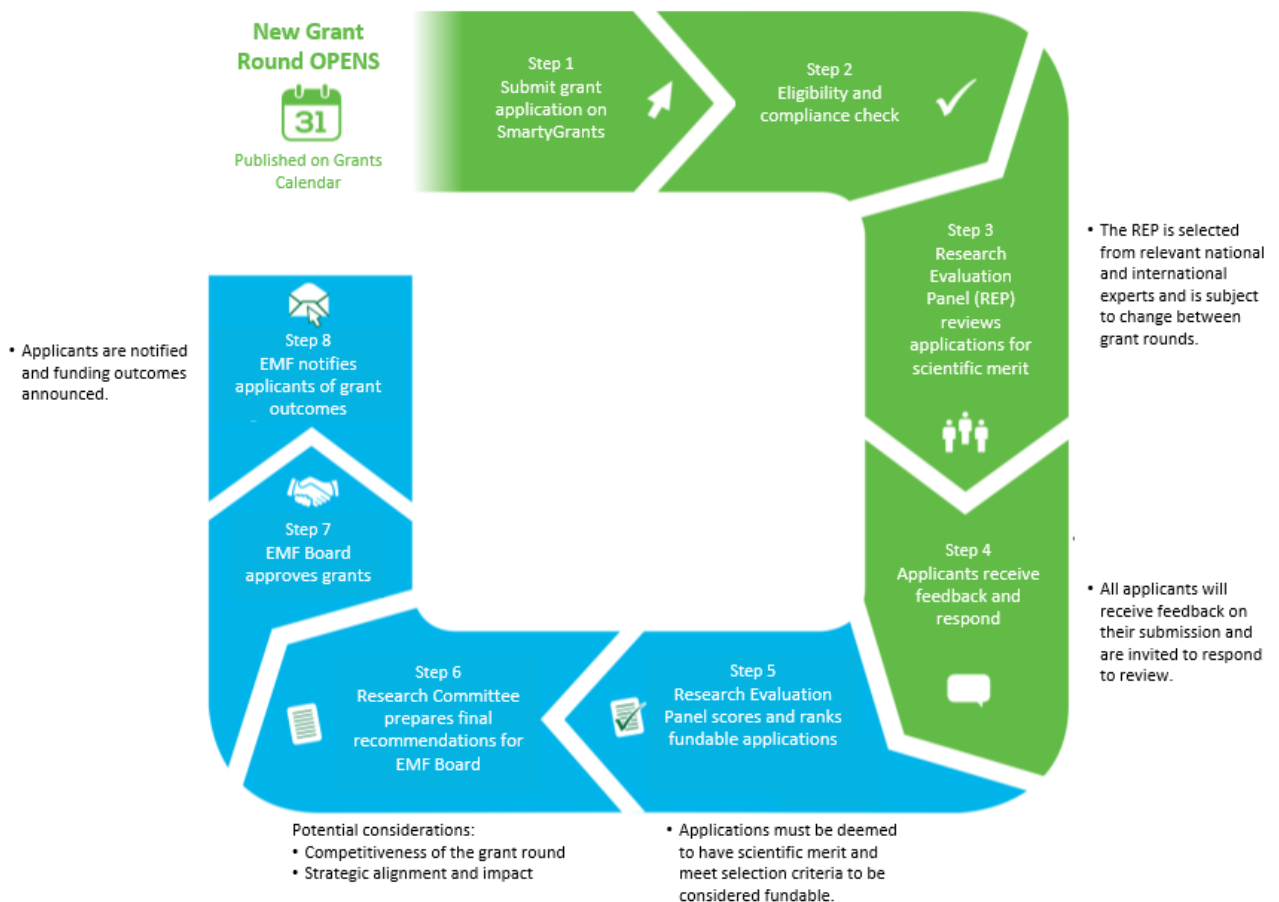 New Grant
Round OPENS
31
Published on Grants
Calendar
Step 1
Submit grant
application on
SmartyGrants
Step 2
Eligibility and
compliance check
Step 3
Research
Evaluation
Panel (REP)
reviews
applications for
scientific merit
• The REP is selected
from relevant national
and international
experts and is subject
to change between
grant rounds.
Step 4
Applicants receive
feedback and
respond
• All applicants will
receive feedback on
their submission and
are invited to respond
to review.
Step 5
Research Evaluation
Panel scores and ranks
fundable applications
• Applications must be deemed
to have scientific merit and
meet selection criteria to be
considered fundable.
Step 6
Research Committee
prepares final
recommendations for
EMF Board
Potential considerations:
• Competitiveness of the grant round
• Strategic alignment and impact
Step 7
EMF Board
approves grants
Step 8
EMF notifies
applicants of grant
outcomes
• Applicants are notified
and funding outcomes
announced.